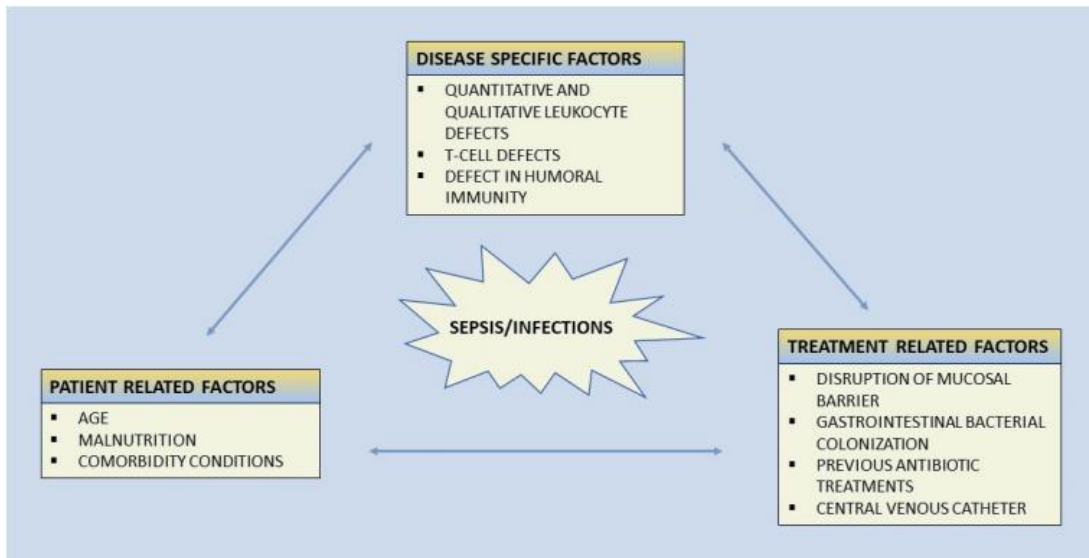 DISEASE SPECIFIC FACTORS
▪ QUANTITATIVE AND
QUALITATIVE LEUKOCYTE
DEFECTS
▪ T-CELL DEFECTS
▪ DEFECT IN HUMORAL
IMMUNITY
SEPSIS/INFECTIONS
PATIENT RELATED FACTORS
▪ AGE
▪ MALNUTRITION
▪ COMORBIDITY CONDITIONS
TREATMENT RELATED FACTORS
▪ DISRUPTION OF MUCOSAL
BARRIER
▪ GASTROINTESTINAL BACTERIAL
COLONIZATION
▪ PREVIOUS ANTIBIOTIC
TREATMENTS
▪ CENTRAL VENOUS CATHETER